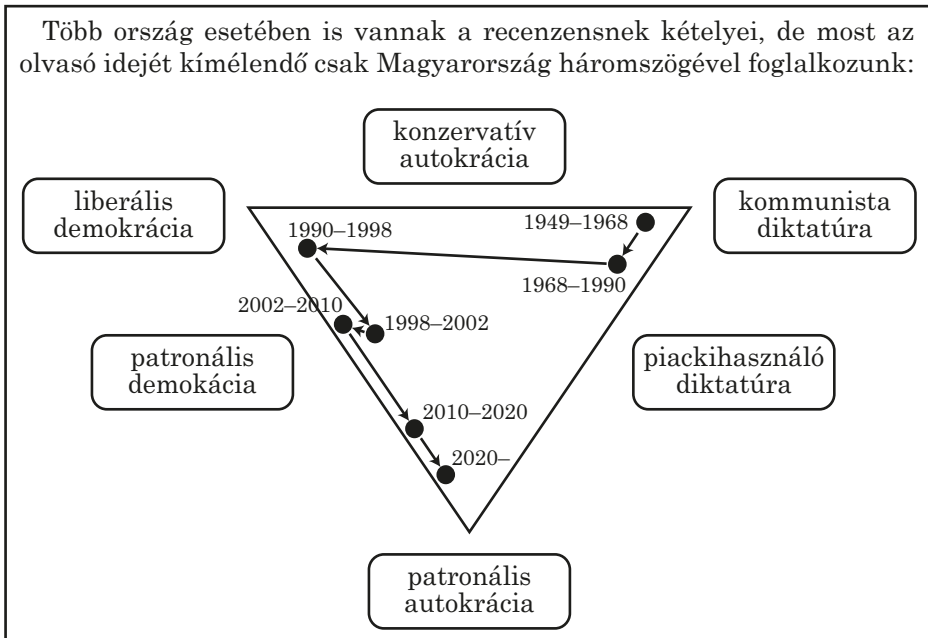 Több ország esetében is vannak a recenzensnek kételyei, de most az
olvasó idejét kímélendő csak Magyarország háromszögével foglalkozunk:
konzervatív
autokrácia
liberális
demokrácia
kommunista
diktatúra
1949–1968
1990–1998
1968–1990
2002–2010
1998–2002
patronális
demokácia
piackihasználó
diktatúra
2010–2020
2020–
patronális
autokrácia